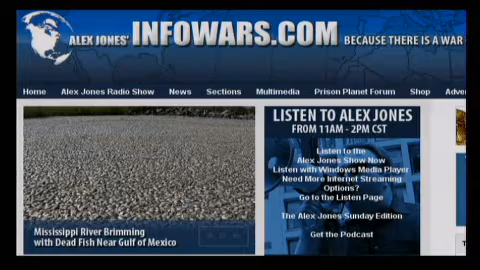 ALEX JONES' INFOWARS.COM BECAUSE THERE IS A WAR
Home Alex Jones Radio Show News Sections Multimedia Prison Planet Forum Shop
LISTEN TO ALEX JONES
FROM 11AM - 2PM CST
Listen to the
Alex Jones Show Now
Listen with Windows Media Player
Need More Internet Streaming
Options?
Go to the Listen Page
The Alex Jones Sunday Edition
Get the Podcast
Mississippi River Brimming
with Dead Fish Near Gulf of Mexico